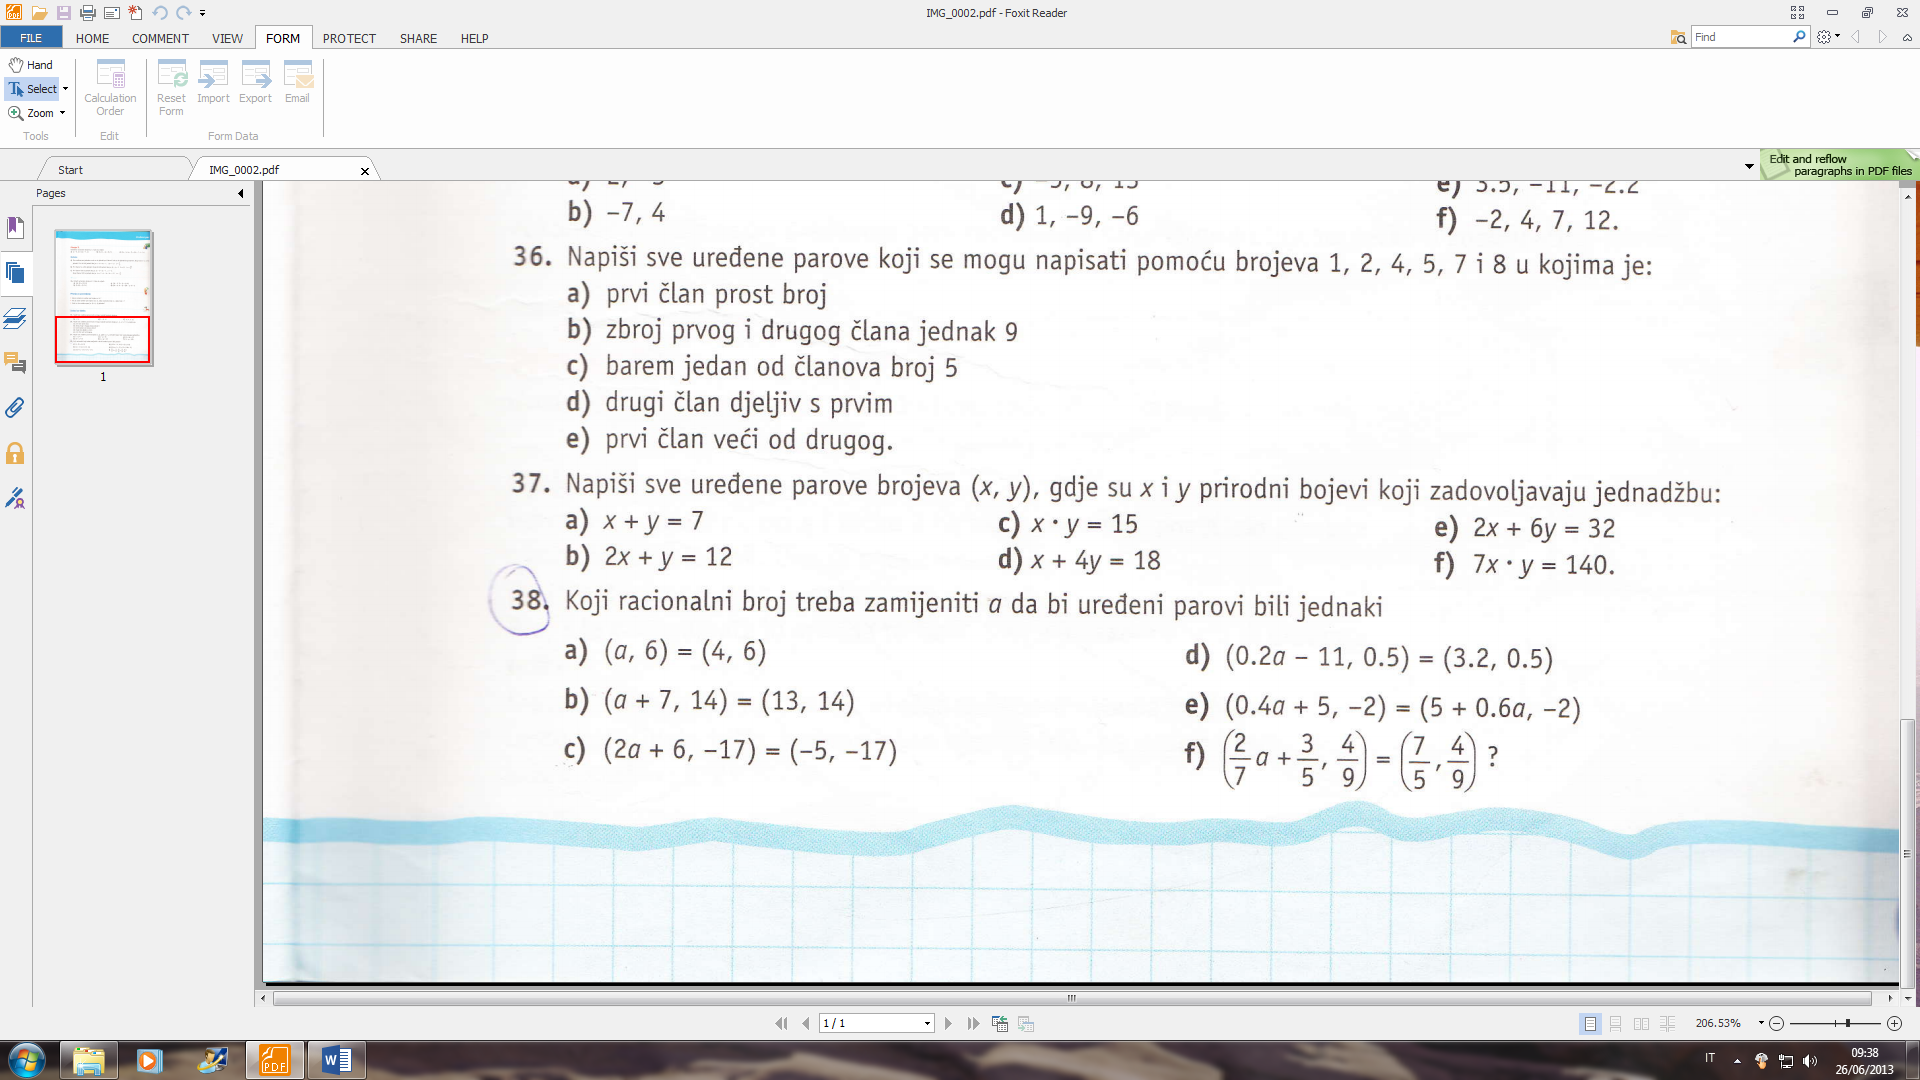 IMG_0002.pdf - Foxit Reader
FILE HOME COMMENT VIEW FORM PROTECT SHARE HELP
Find
Hand
Select
Zoom
Tools
Calculation Order
Edit
Reset Form
Import
Export
Email
Form Data
Start
IMG_0002.pdf
Edit and reflow
paragraphs in PDF files
Pages
1
e) 3.5, −11, −2.2
b) −7, 4
d) 1, −9, −6
f) −2, 4, 7, 12.
36. Napiši sve uređene parove koji se mogu napisati pomoću brojeva 1, 2, 4, 5, 7 i 8 u kojima je:
a) prvi član prost broj
b) zbroj prvog i drugog člana jednak 9
c) barem jedan od članova broj 5
d) drugi član djeljiv s prvim
e) prvi član veći od drugog.
37. Napiši sve uređene parove brojeva (x, y), gdje su x i y prirodni bojevi koji zadovoljavaju jednadžbu:
a) x + y = 7
c) x · y = 15
e) 2x + 6y = 32
b) 2x + y = 12
d) x + 4y = 18
f) 7x · y = 140.
38. Koji racionalni broj treba zamijeniti a da bi uređeni parovi bili jednaki
a) (a, 6) = (4, 6)
d) (0.2a − 11, 0.5) = (3.2, 0.5)
b) (a + 7, 14) = (13, 14)
e) (0.4a + 5, −2) = (5 + 0.6a, −2)
c) (2a + 6, −17) = (−5, −17)
f) (2/7 a + 3/5, 4/9) = (7/5, 4/9) ?
1 / 1
206.53%
PDF
IT
09:38
26/06/2013